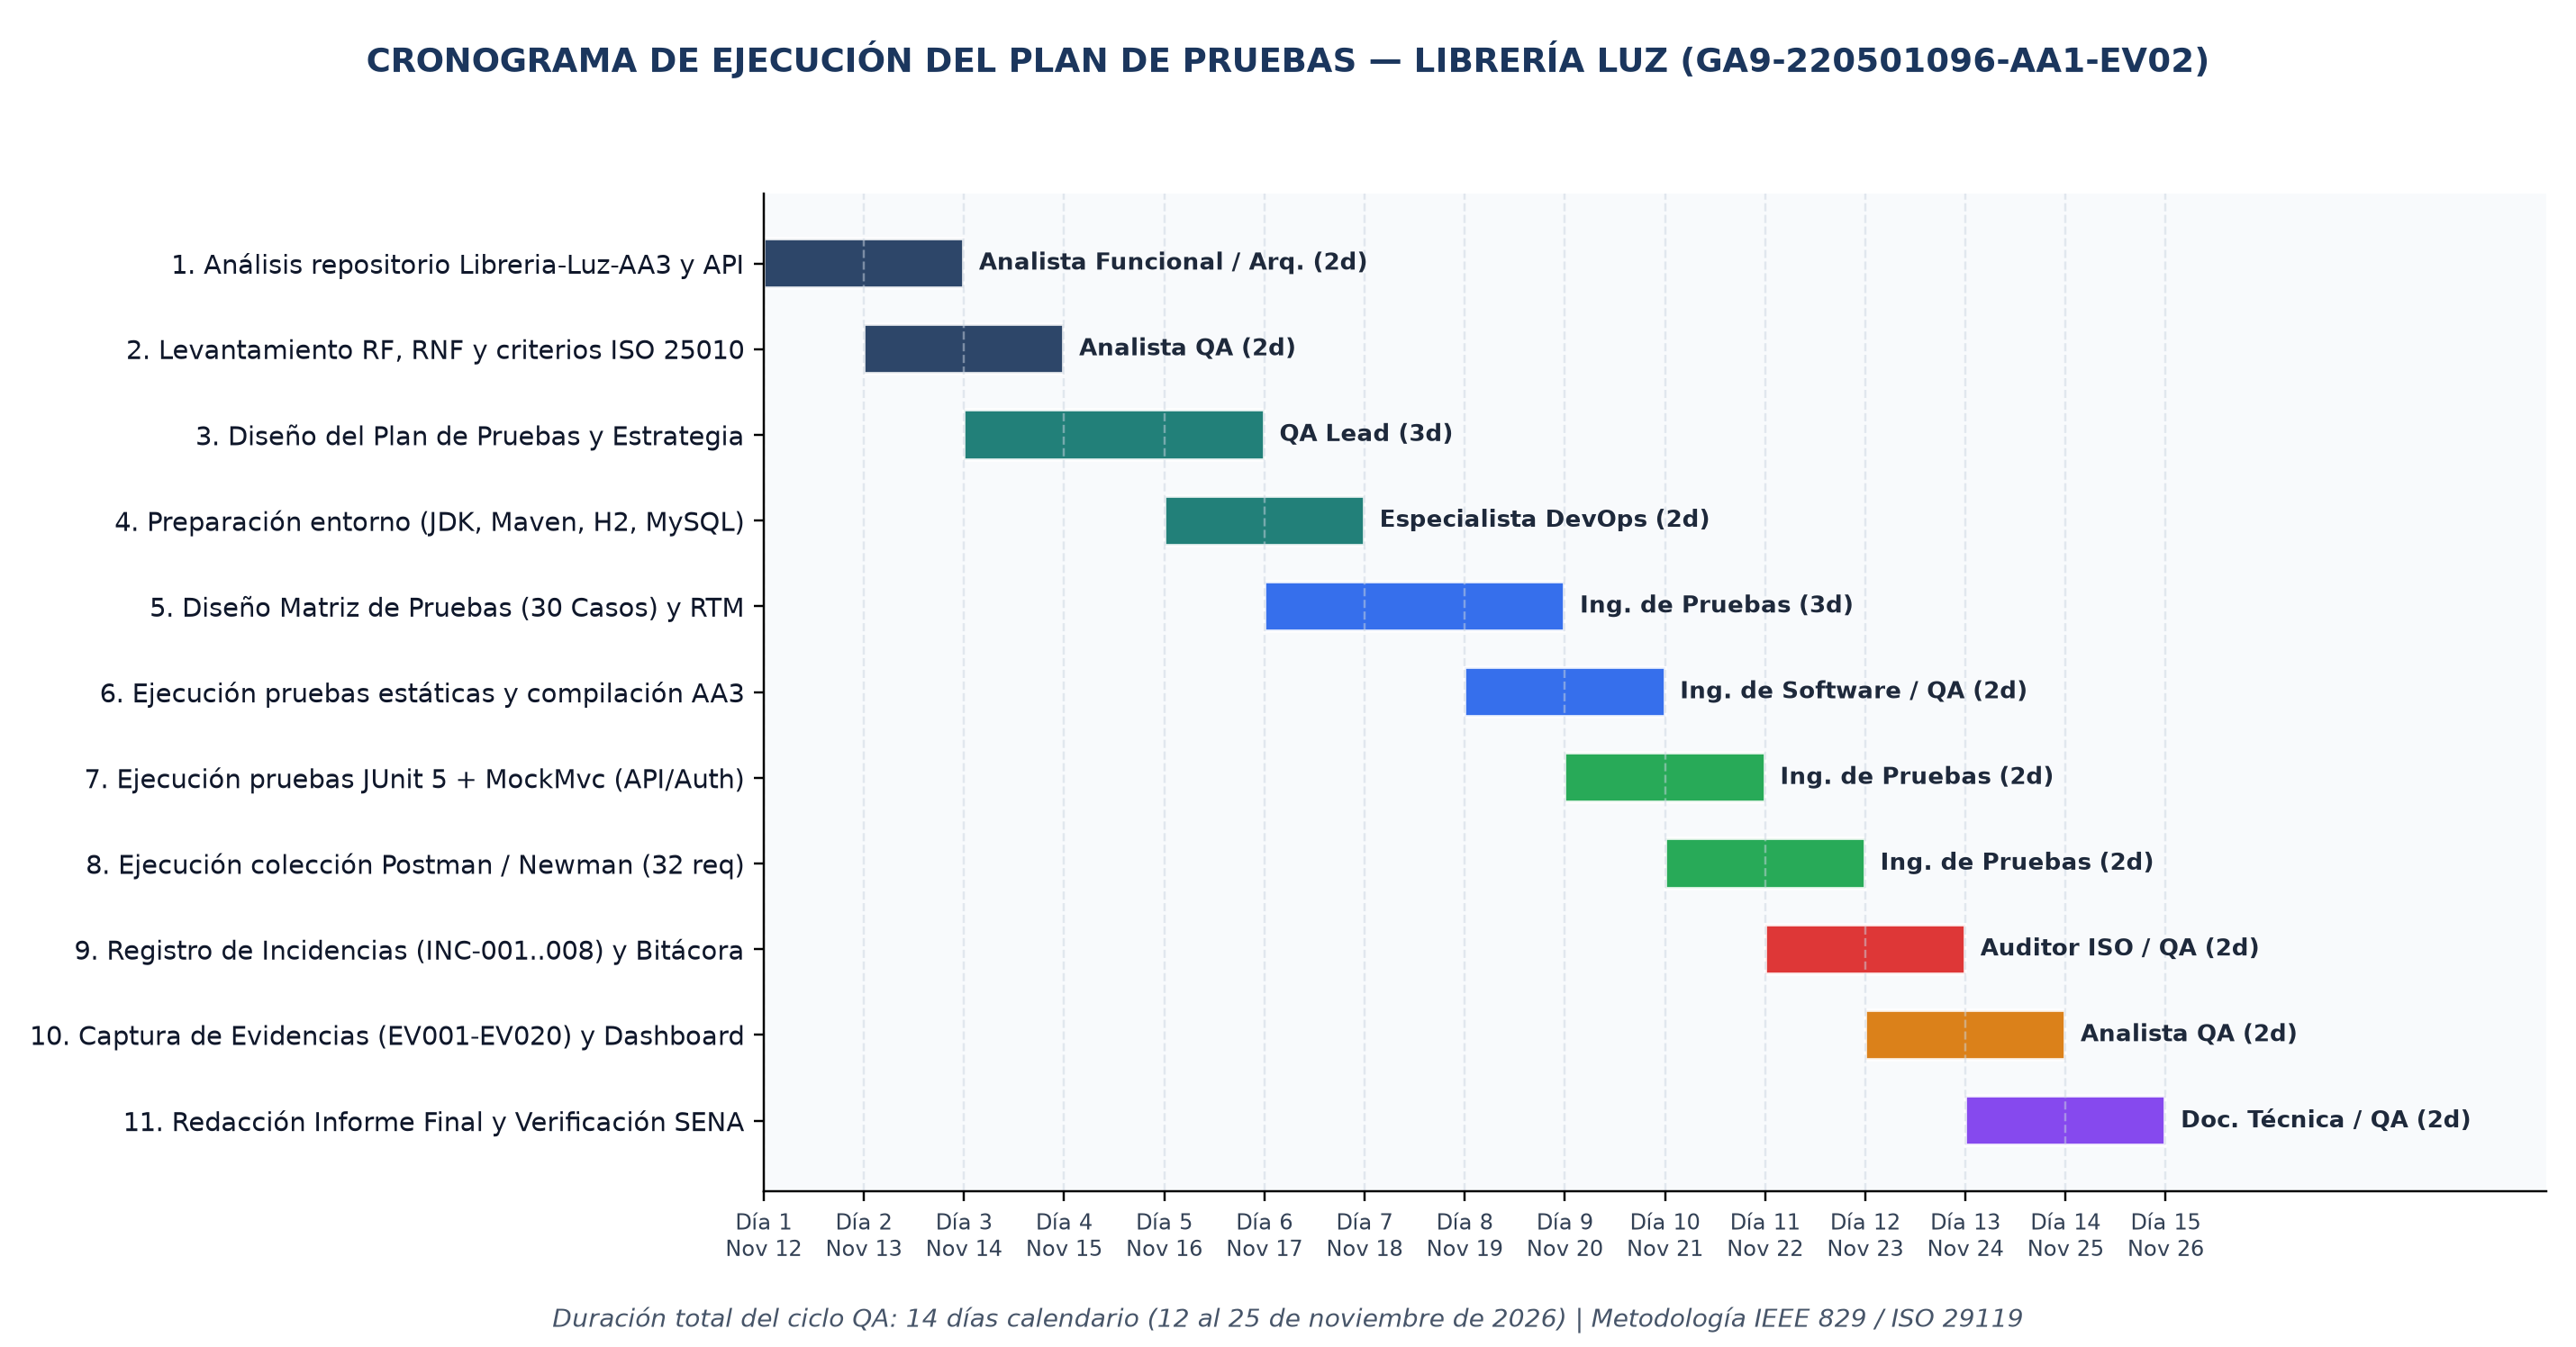 CRONOGRAMA DE EJECUCIÓN DEL PLAN DE PRUEBAS — LIBRERÍA LUZ (GA9-220501096-AA1-EV02)
1. Análisis repositorio Libreria-Luz-AA3 y API
Analista Funcional / Arq. (2d)
2. Levantamiento RF, RNF y criterios ISO 25010
Analista QA (2d)
3. Diseño del Plan de Pruebas y Estrategia
QA Lead (3d)
4. Preparación entorno (JDK, Maven, H2, MySQL)
Especialista DevOps (2d)
5. Diseño Matriz de Pruebas (30 Casos) y RTM
Ing. de Pruebas (3d)
6. Ejecución pruebas estáticas y compilación AA3
Ing. de Software / QA (2d)
7. Ejecución pruebas JUnit 5 + MockMvc (API/Auth)
Ing. de Pruebas (2d)
8. Ejecución colección Postman / Newman (32 req)
Ing. de Pruebas (2d)
9. Registro de Incidencias (INC-001..008) y Bitácora
Auditor ISO / QA (2d)
10. Captura de Evidencias (EV001-EV020) y Dashboard
Analista QA (2d)
11. Redacción Informe Final y Verificación SENA
Doc. Técnica / QA (2d)
Día 1 Día 2 Día 3 Día 4 Día 5 Día 6 Día 7 Día 8 Día 9 Día 10 Día 11 Día 12 Día 13 Día 14 Día 15
Nov 12 Nov 13 Nov 14 Nov 15 Nov 16 Nov 17 Nov 18 Nov 19 Nov 20 Nov 21 Nov 22 Nov 23 Nov 24 Nov 25 Nov 26
Duración total del ciclo QA: 14 días calendario (12 al 25 de noviembre de 2026) | Metodología IEEE 829 / ISO 29119